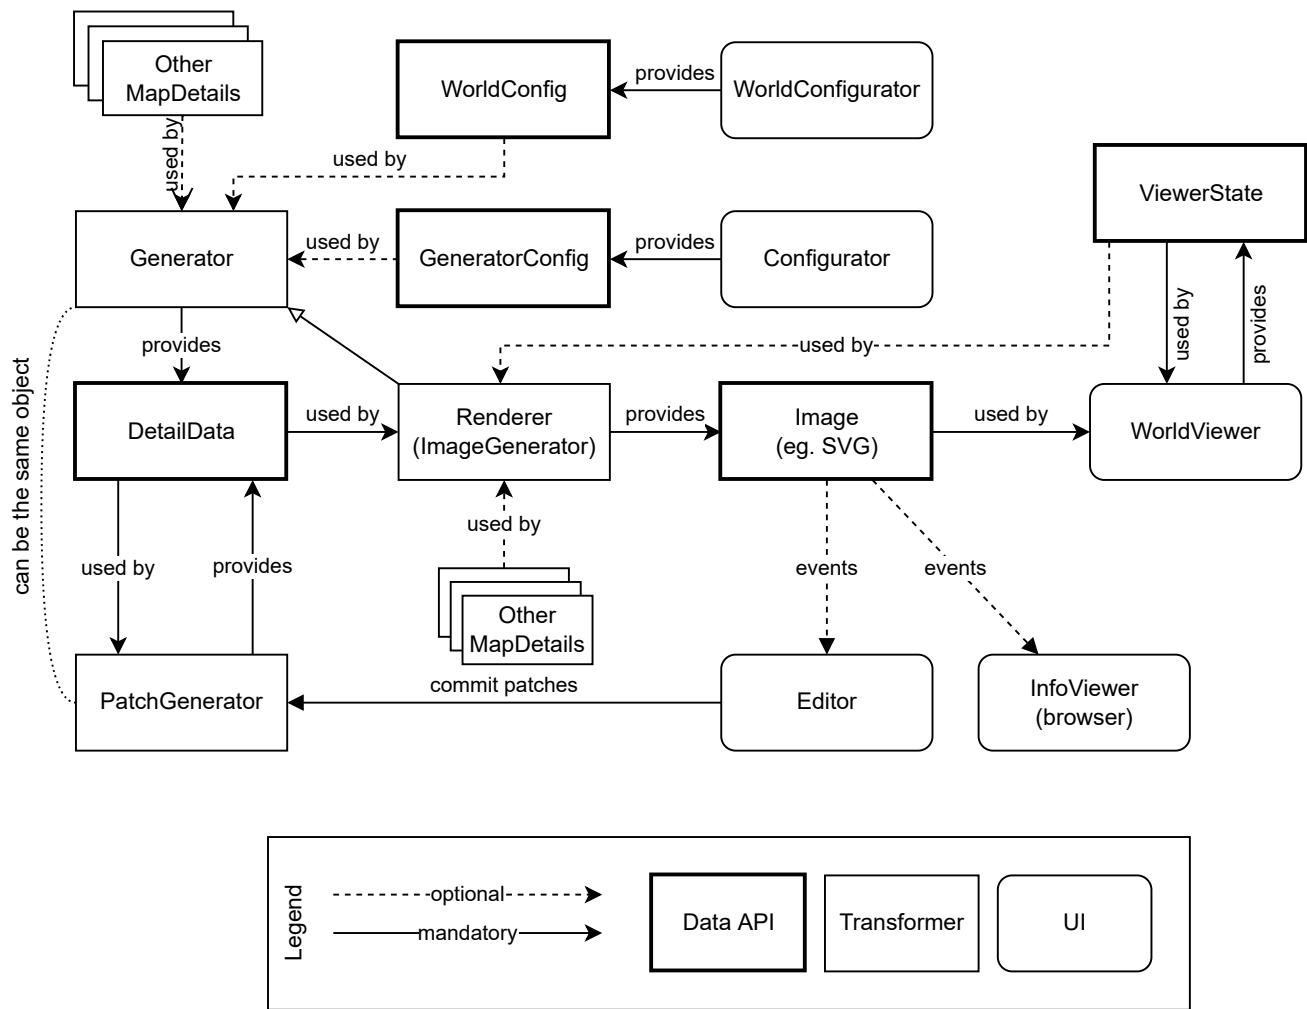 Other
MapDetails
WorldConfig
provides
WorldConfigurator
used by
used by
ViewerState
Generator
used by
GeneratorConfig
provides
Configurator
provides
used by
used by
provides
can be the same object
DetailData
used by
Renderer
(ImageGenerator)
provides
Image
(eg. SVG)
used by
WorldViewer
used by
used by
provides
events
events
Other
MapDetails
PatchGenerator
commit patches
Editor
InfoViewer
(browser)
Legend
optional
mandatory
Data API
Transformer
UI